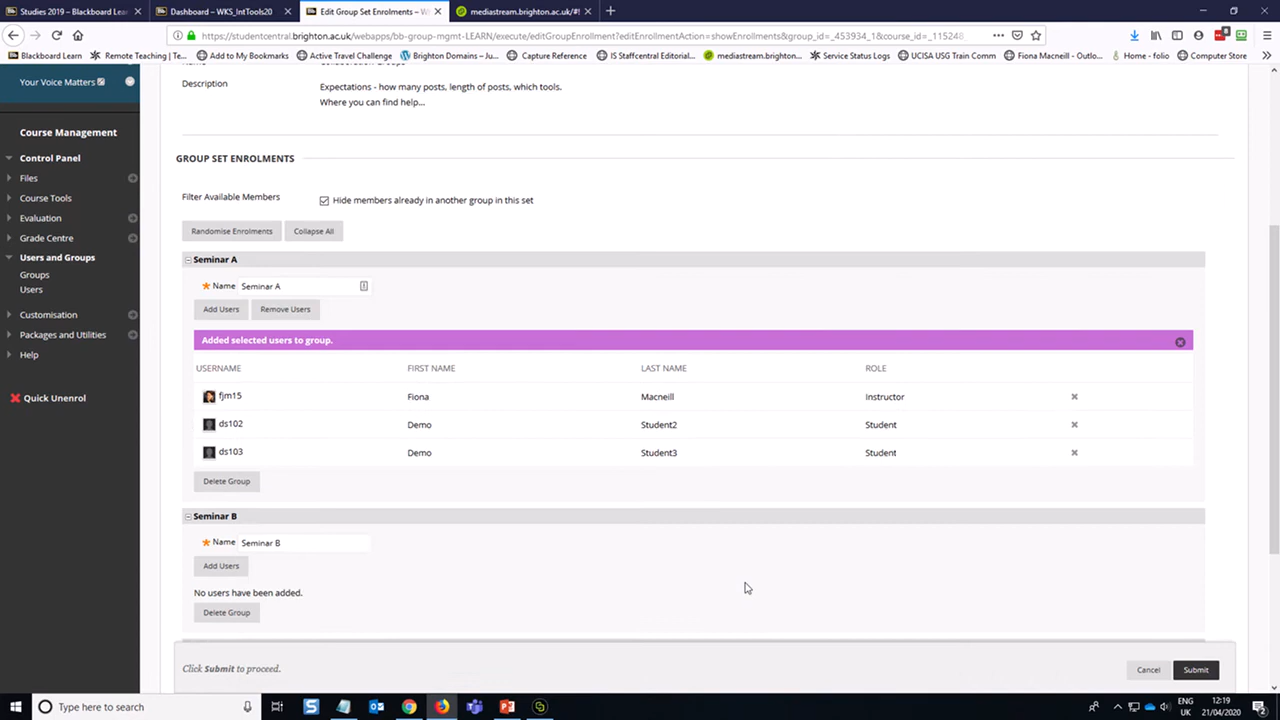 Studies 2019 – Blackboard Lea
Dashboard – WKS_IntTools20
Edit Group Set Enrolments – W
mediastream.brighton.ac.uk/#!
https://studentcentral.brighton.ac.uk/webapps/bb-group-mgmt-LEARN/execute/editGroupEnrollment?editEnrollmentAction=showEnrollments&group_id=_453934_1&course_id=_115248
Blackboard Learn
Remote Teaching | Te...
Add to My Bookmarks
Active Travel Challenge
Brighton Domains – Ju...
Capture Reference
IS Staffcentral Editorial...
mediastream.brighton...
Service Status Logs
UCISA USG Train Comm
Fiona Macneill - Outlo...
Home - folio
Computer Store
Your Voice Matters
Course Management
Control Panel
Files
Course Tools
Evaluation
Grade Centre
Users and Groups
Groups
Users
Customisation
Packages and Utilities
Help
Quick Unenrol
Description
Expectations - how many posts, length of posts, which tools.
Where you can find help...
GROUP SET ENROLMENTS
Filter Available Members
Hide members already in another group in this set
Randomise Enrolments
Collapse All
Seminar A
Name Seminar A
Add Users
Remove Users
Added selected users to group.
USERNAME FIRST NAME LAST NAME ROLE
fjm15 Fiona Macneill Instructor
ds102 Demo Student2 Student
ds103 Demo Student3 Student
Delete Group
Seminar B
Name Seminar B
Add Users
No users have been added.
Delete Group
Click Submit to proceed.
Cancel
Submit
Type here to search
ENG
UK
12:19
21/04/2020